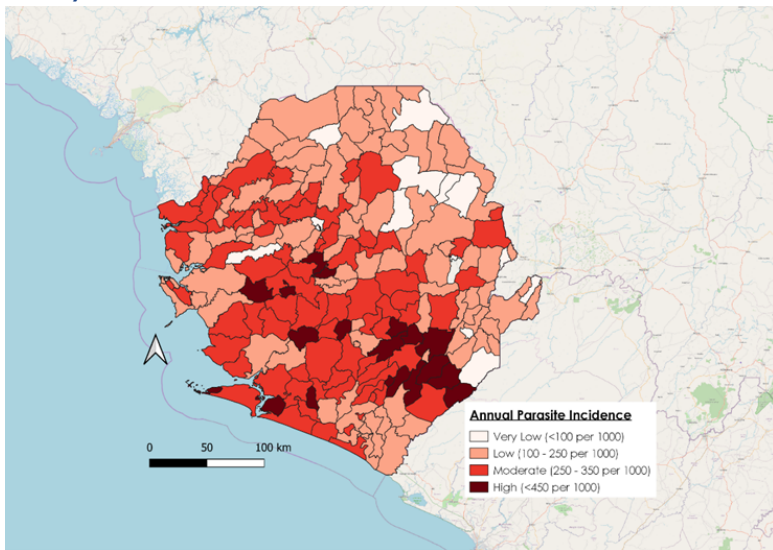 0 50 100 km
Annual Parasite Incidence
Very Low (<100 per 1000)
Low (100 - 250 per 1000)
Moderate (250 - 350 per 1000)
High (<450 per 1000)